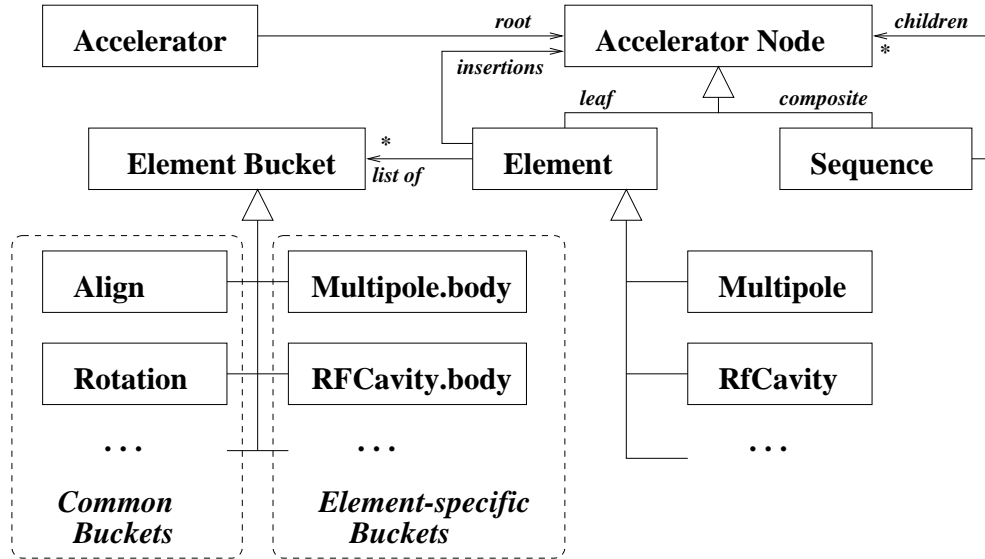 Accelerator
root
Accelerator Node
children
*
insertions
leaf
composite
Element Bucket
*
list of
Element
Sequence
Align
Multipole.body
Multipole
Rotation
RFCavity.body
RfCavity
. . .
. . .
. . .
Common
Buckets
Element-specific
Buckets